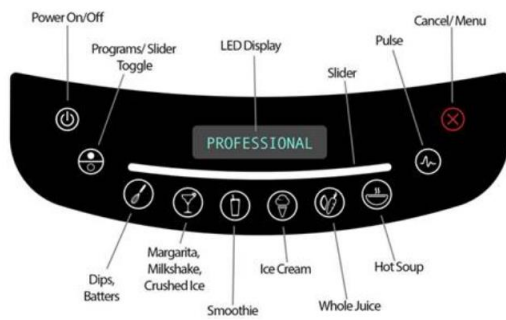 Power On/Off
Programs/ Slider
Toggle
LED Display
Slider
Pulse
Cancel/ Menu
PROFESSIONAL
Dips,
Batters
Margarita,
Milkshake,
Crushed Ice
Smoothie
Ice Cream
Whole Juice
Hot Soup